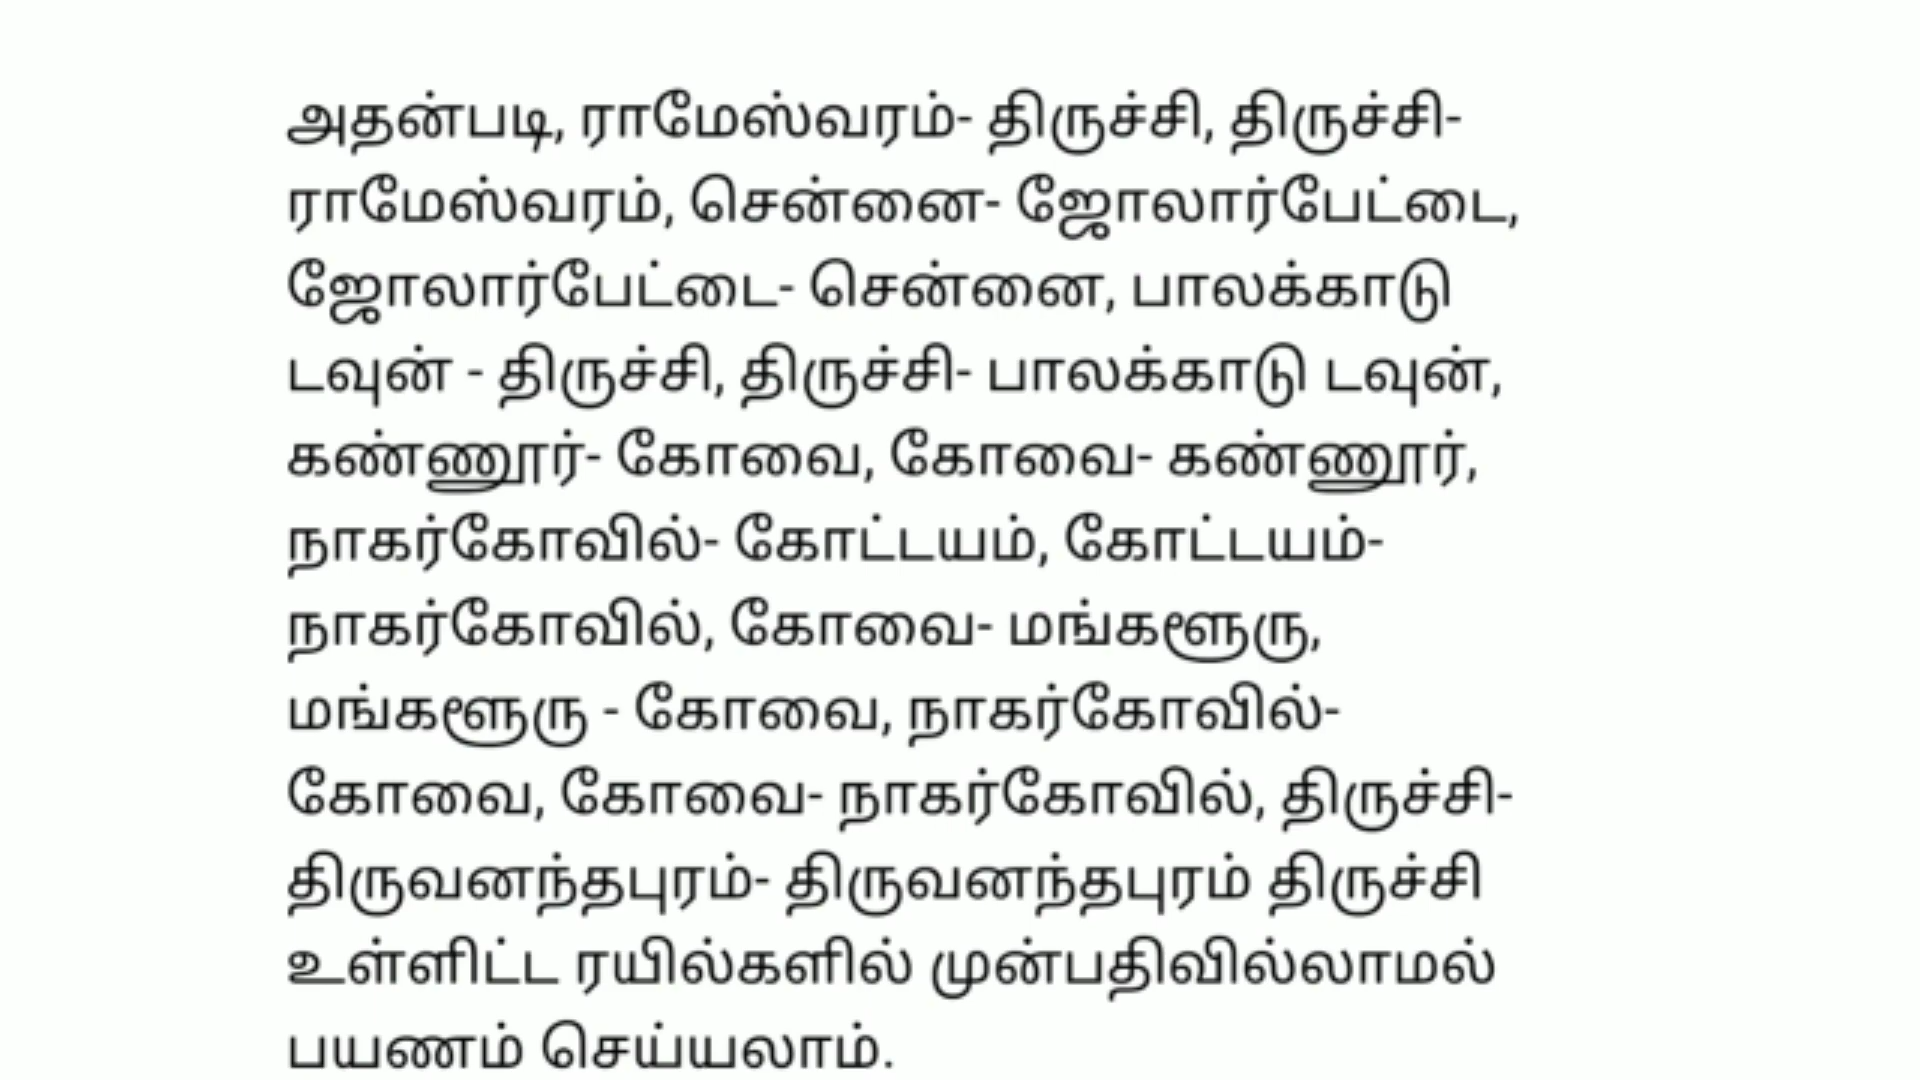 அதன்படி, ராமேஸ்வரம்- திருச்சி, திருச்சி-
ராமேஸ்வரம், சென்னை- ஜோலார்பேட்டை,
ஜோலார்பேட்டை- சென்னை, பாலக்காடு
டவுன் - திருச்சி, திருச்சி- பாலக்காடு டவுன்,
கண்ணூர்- கோவை, கோவை- கண்ணூர்,
நாகர்கோவில்- கோட்டயம், கோட்டயம்-
நாகர்கோவில், கோவை- மங்களூரு,
மங்களூரு - கோவை, நாகர்கோவில்-
கோவை, கோவை- நாகர்கோவில், திருச்சி-
திருவனந்தபுரம்- திருவனந்தபுரம் திருச்சி
உள்ளிட்ட ரயில்களில் முன்பதிவில்லாமல்
பயணம் செய்யலாம்.